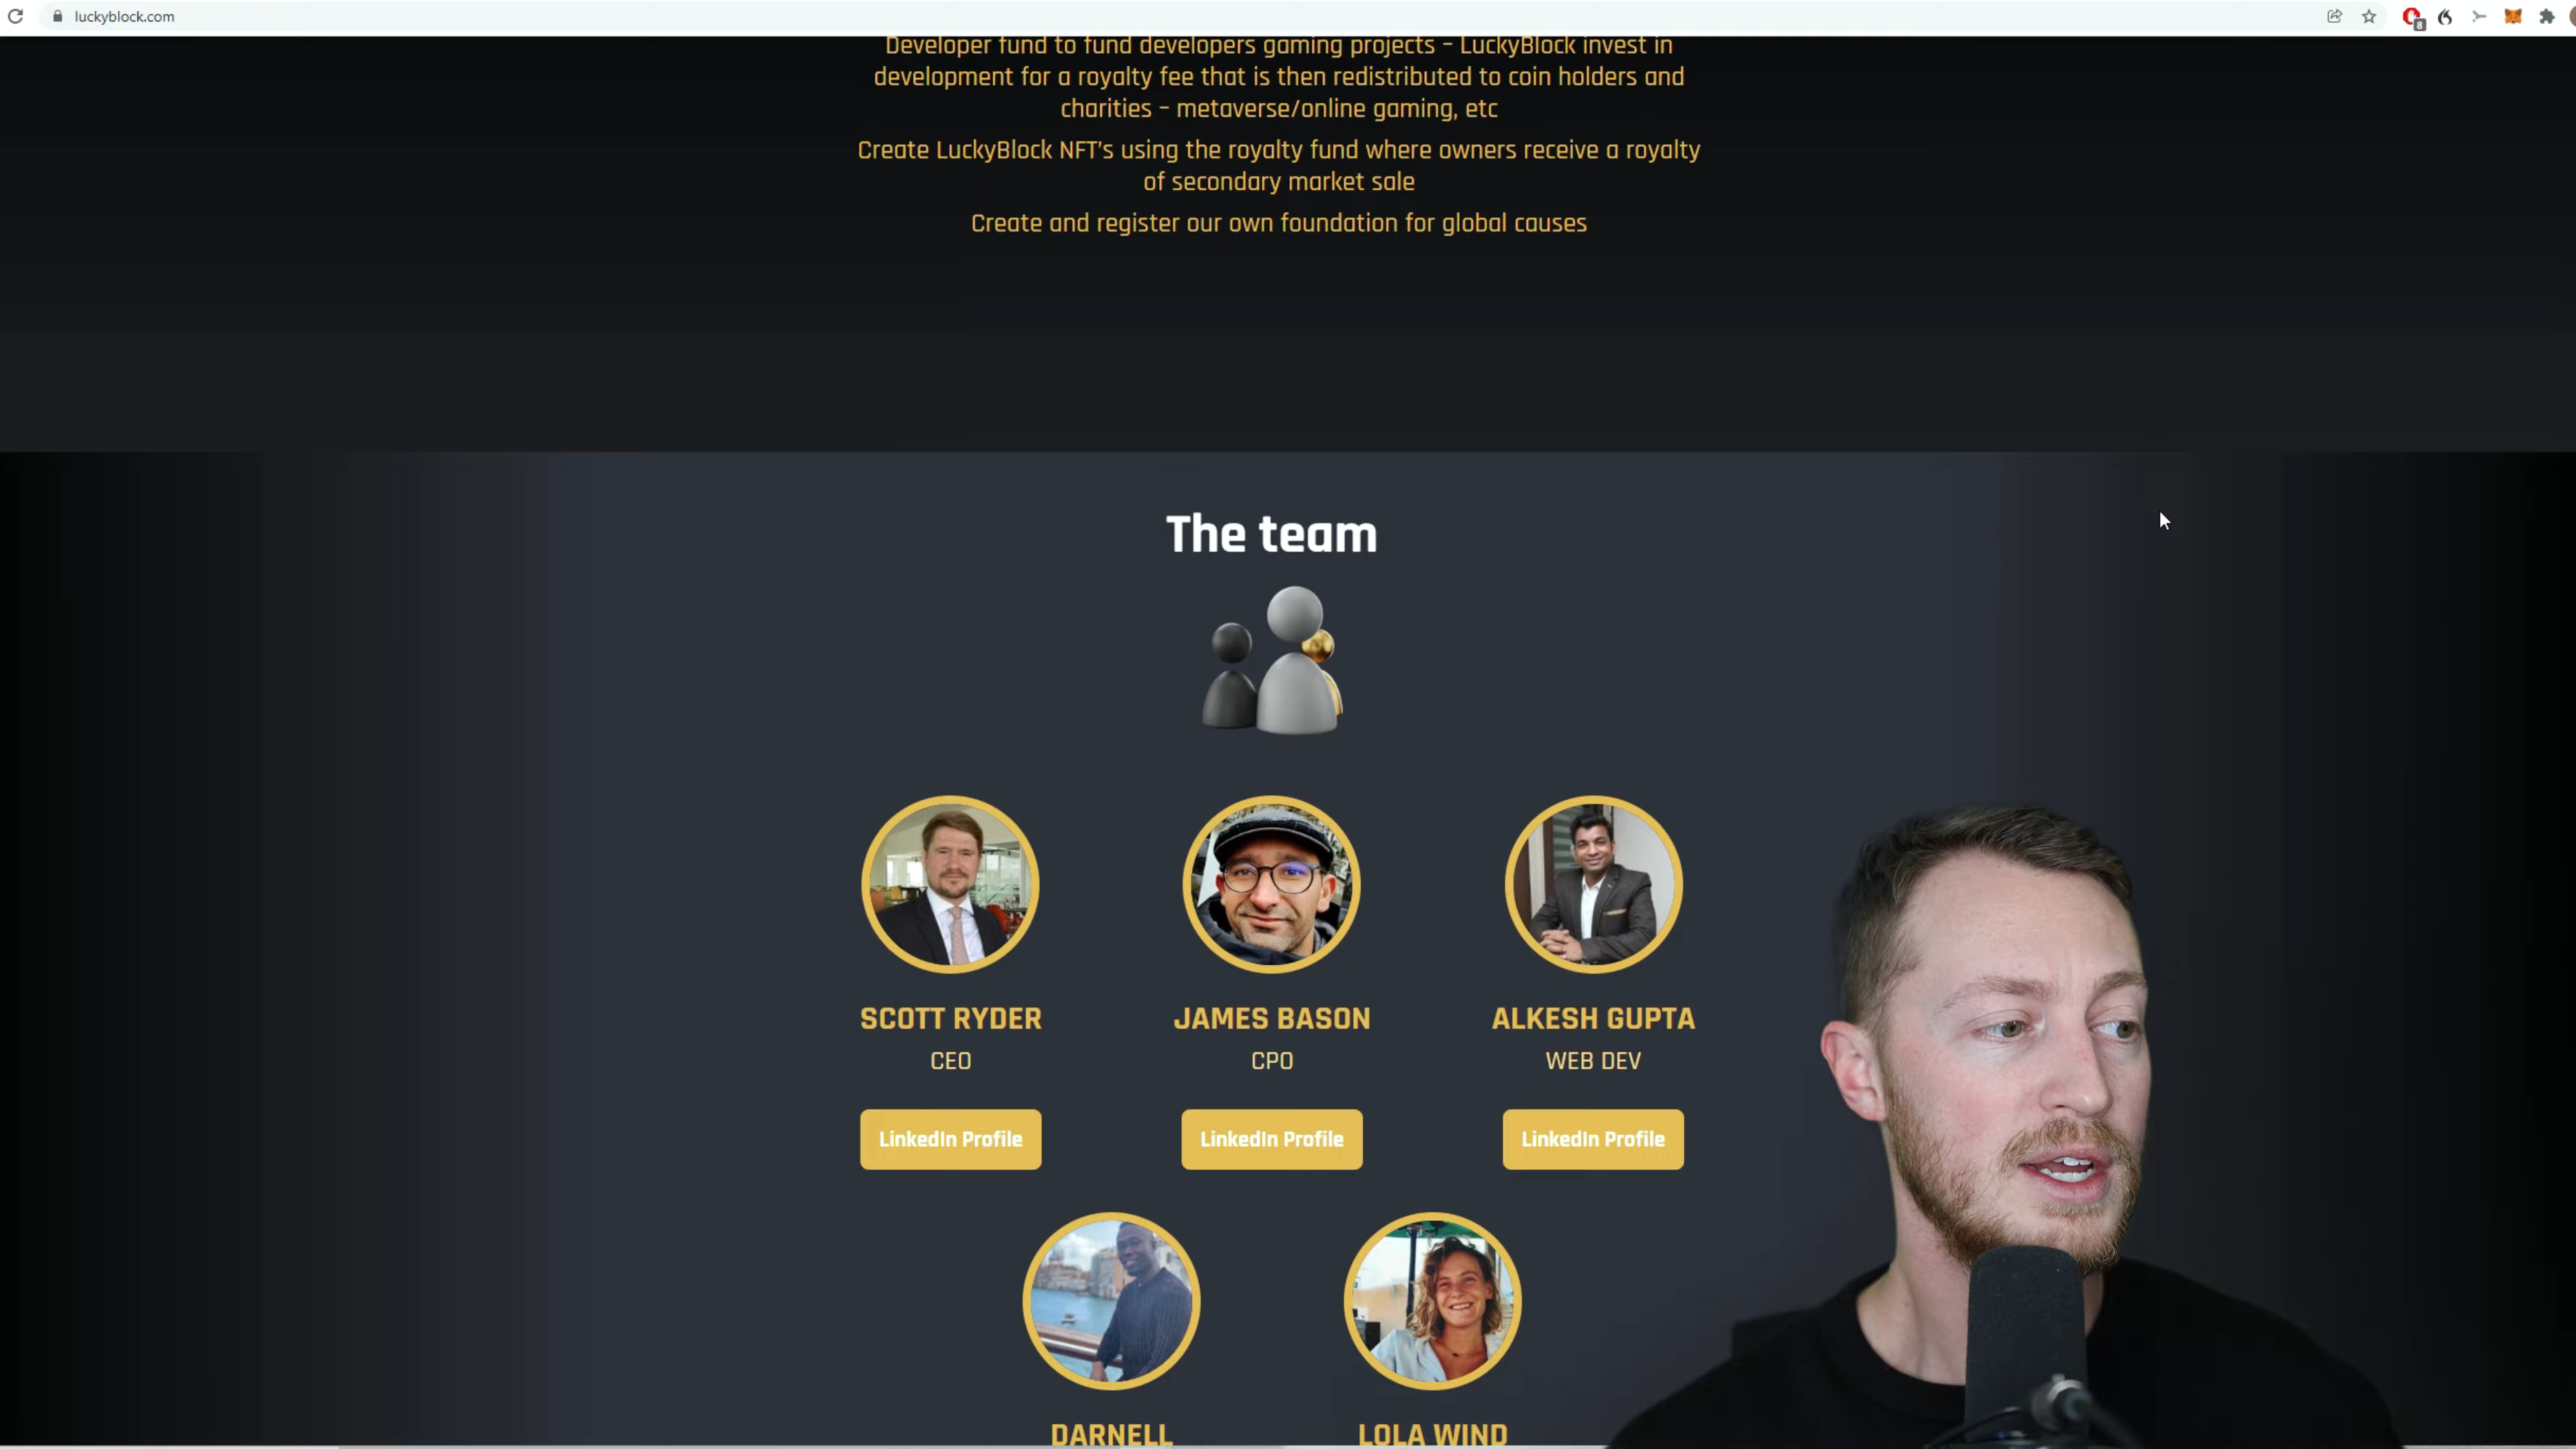 luckyblock.com
8
Developer fund to fund developers gaming projects – LuckyBlock invest in
development for a royalty fee that is then redistributed to coin holders and
charities – metaverse/online gaming, etc
Create LuckyBlock NFT's using the royalty fund where owners receive a royalty
of secondary market sale
Create and register our own foundation for global causes
The team
SCOTT RYDER
CEO
LinkedIn Profile
JAMES BASON
CPO
LinkedIn Profile
ALKESH GUPTA
WEB DEV
LinkedIn Profile
DARNELL
LOLA WIND